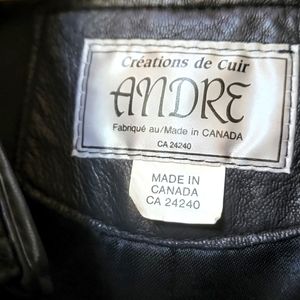 Créations de Cuir
ANDRE
Fabriqué au/Made in CANADA
CA 24240
MADE IN
CANADA
CA 24240